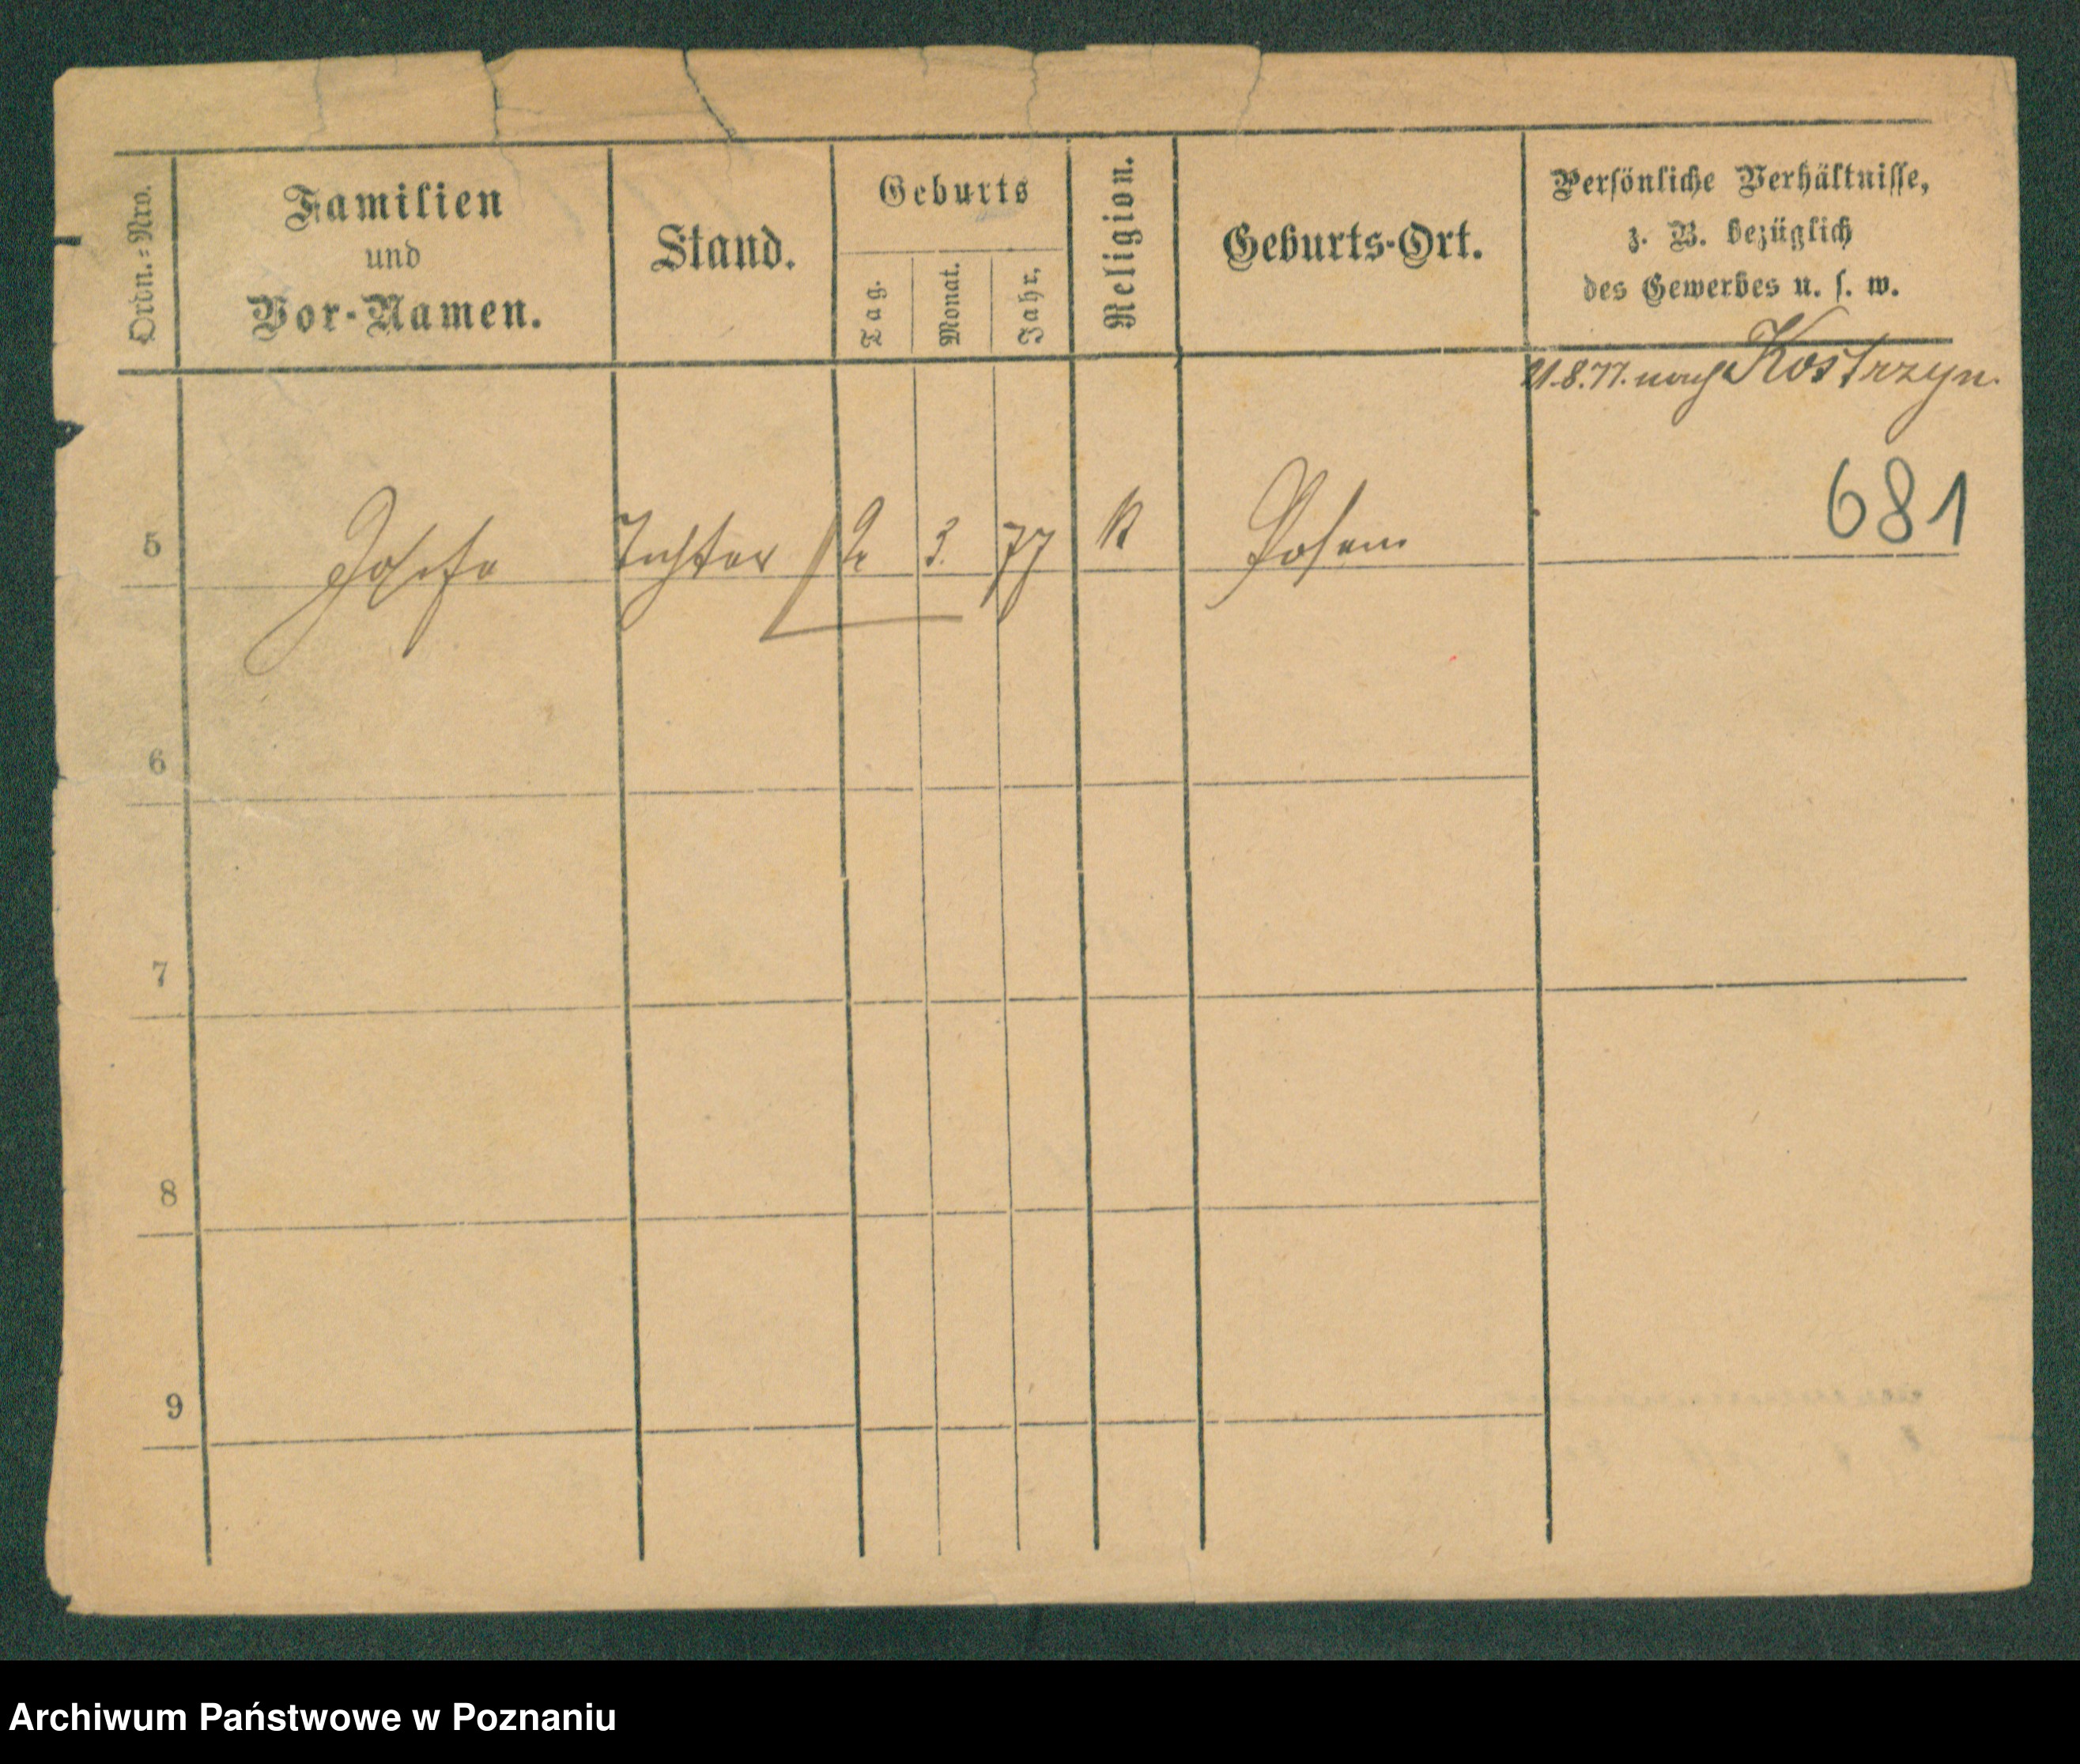 Ordn.=Nro.
Familien
und
Vor-Namen.
Stand.
Geburts
Tag.
Monat.
Jahr.
Religion.
Geburts-Ort.
Persönliche Verhältnisse,
z. B. bezüglich
des Gewerbes u. s. w.
21.8.77. nach Kostrzyn.
681
5 Josefa Tochter 2 3. 77 K Posen
6
7
8
9
Archiwum Państwowe w Poznaniu